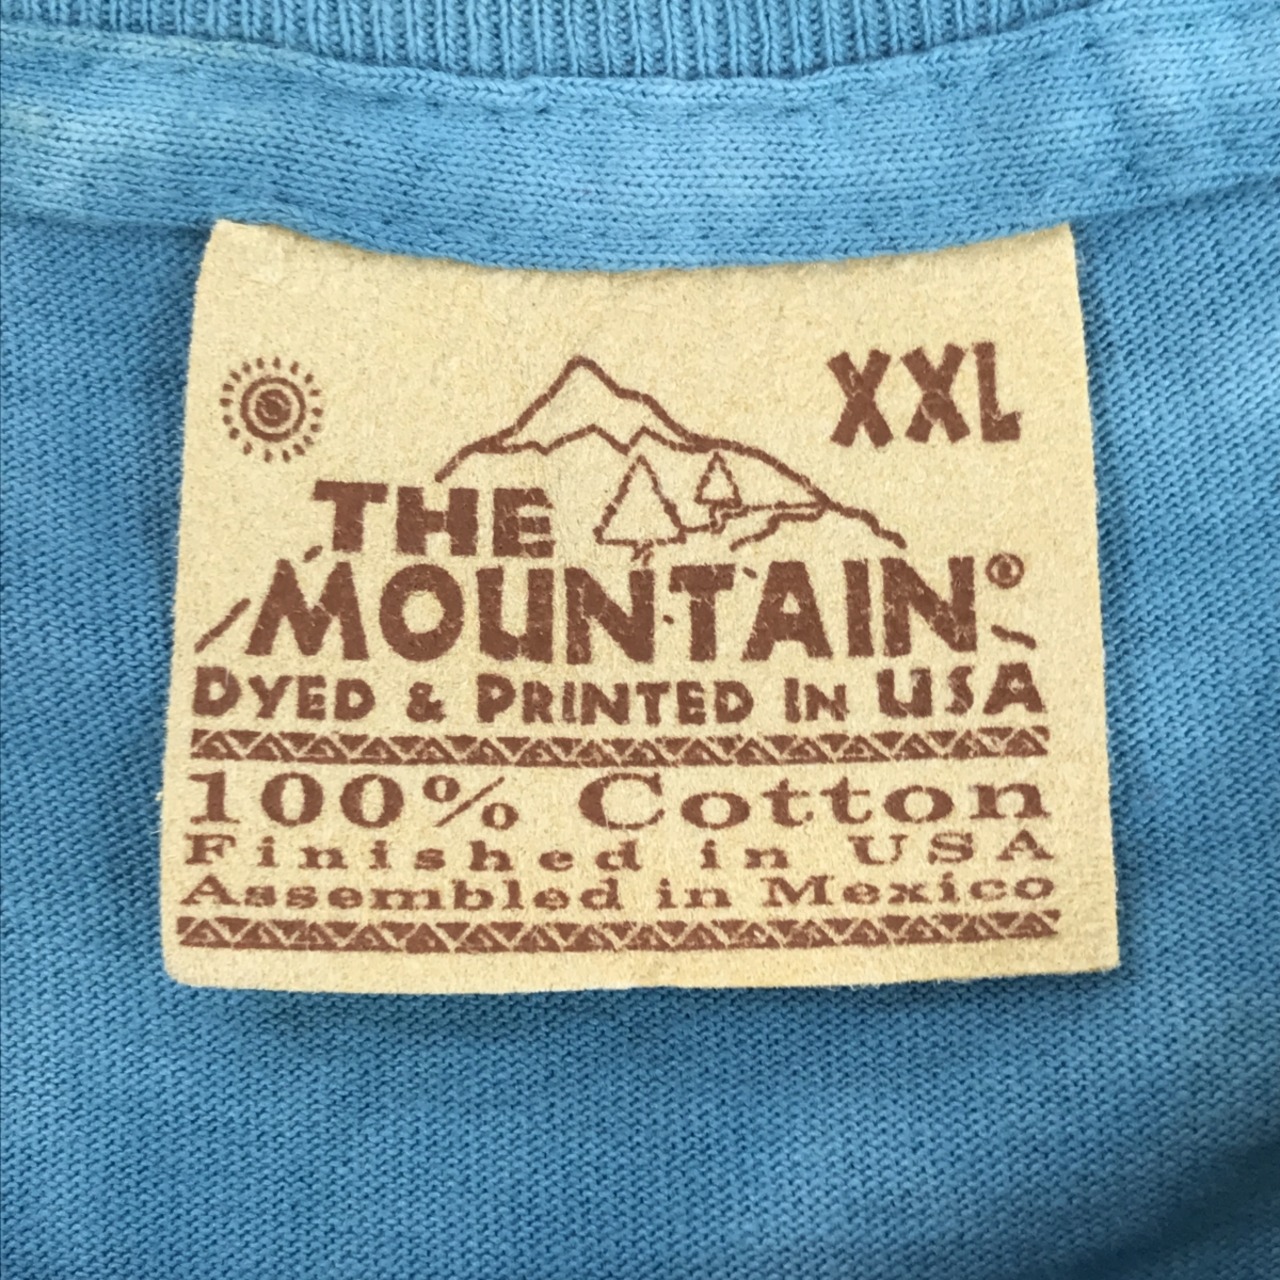 XXL
THE
MOUNTAIN®
DYED & PRINTED IN USA
100% Cotton
Finished in USA
Assembled in Mexico